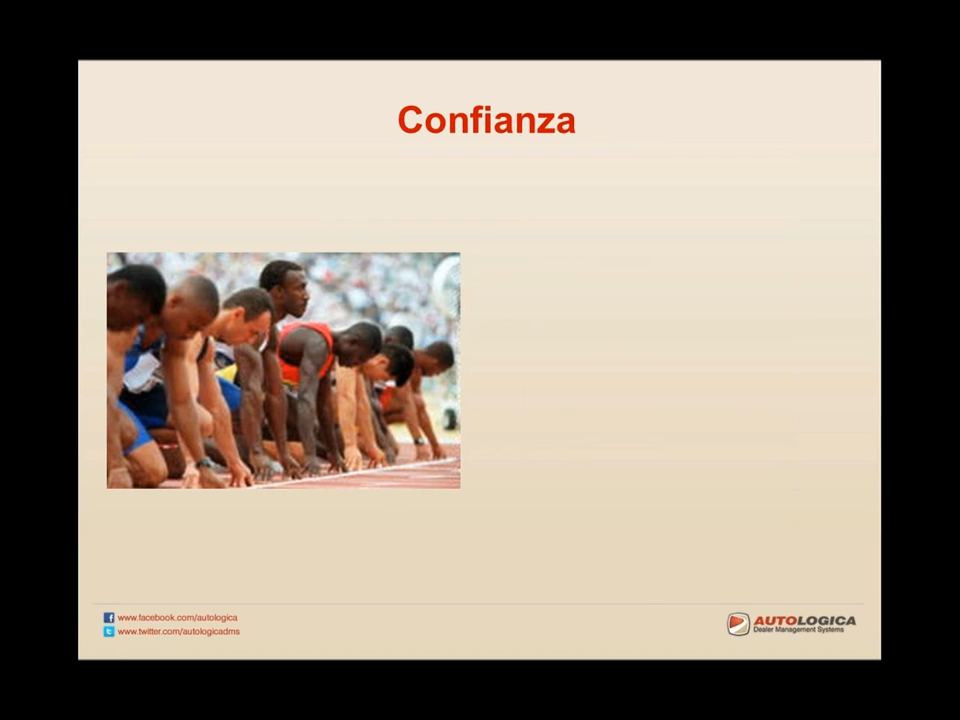 Confianza
www.facebook.com/autologica
www.twitter.com/autologicadms
AUTOLOGICA
Dealer Management Systems